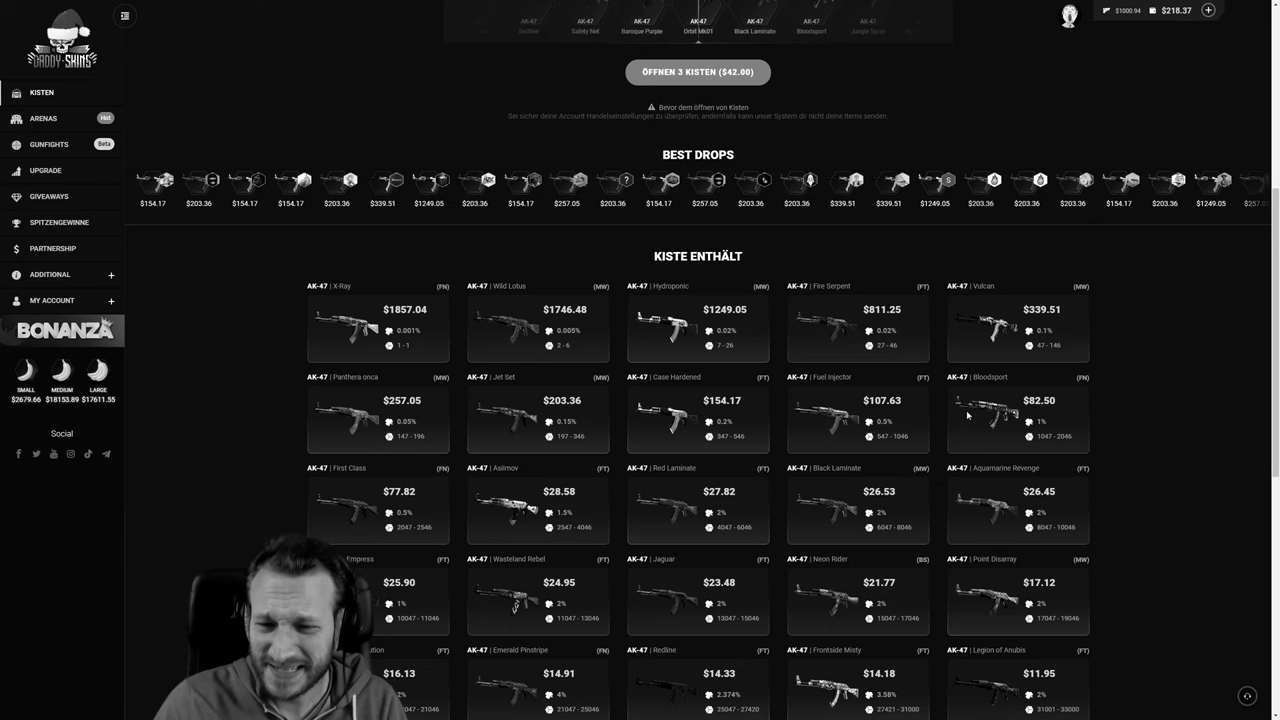 AK-47 AK-47 AK-47 AK-47 AK-47 AK-47 AK-47
Redline Safety Net Baroque Purple Orbit Mk01 Black Laminate Bloodsport Jungle Spray
$1000.94 $218.37
DADDY-SKINS
ÖFFNEN 3 KISTEN ($42.00)
KISTEN
ARENAS Hot
GUNFIGHTS Beta
UPGRADE
GIVEAWAYS
SPITZENGEWINNE
PARTNERSHIP
ADDITIONAL
MY ACCOUNT
BONANZA
SMALL MEDIUM LARGE
$2679.66 $18153.89 $17611.55
Social
Bevor dem öffnen von Kisten
Sei sicher deine Account Handelseinstellungen zu überprüfen, andernfalls kann unser System dir nicht deine Items senden
BEST DROPS
$154.17 $203.36 $154.17 $154.17 $203.36 $339.51 $1249.05 $203.36 $154.17 $257.05 $203.36 $154.17 $257.05 $203.36 $203.36 $339.51 $339.51 $1249.05 $203.36 $203.36 $203.36 $154.17 $203.36 $1249.05
KISTE ENTHÄLT
AK-47 | X-Ray (FN) AK-47 | Wild Lotus (MW) AK-47 | Hydroponic (MW) AK-47 | Fire Serpent (FT) AK-47 | Vulcan (MW)
$1857.04 $1746.48 $1249.05 $811.25 $339.51
0.001% 0.005% 0.02% 0.02% 0.1%
1 - 1 2 - 6 7 - 26 27 - 46 47 - 146
AK-47 | Panthera onca (MW) AK-47 | Jet Set (MW) AK-47 | Case Hardened (FT) AK-47 | Fuel Injector (FT) AK-47 | Bloodsport (FN)
$257.05 $203.36 $154.17 $107.63 $82.50
0.05% 0.15% 0.2% 0.5% 1%
147 - 196 197 - 346 347 - 546 547 - 1046 1047 - 2046
AK-47 | First Class (FN) AK-47 | Asiimov (FT) AK-47 | Red Laminate (FT) AK-47 | Black Laminate (MW) AK-47 | Aquamarine Revenge (FT)
$77.82 $28.58 $27.82 $26.53 $26.45
0.5% 1.5% 2% 2% 2%
2047 - 2546 2547 - 4046 4047 - 6046 6047 - 8046 8047 - 10046
Empress (FT) AK-47 | Wasteland Rebel (FT) AK-47 | Jaguar (FT) AK-47 | Neon Rider (BS) AK-47 | Point Disarray (MW)
$25.90 $24.95 $23.48 $21.77 $17.12
1% 2% 2% 2% 2%
10047 - 11046 11047 - 13046 13047 - 15046 15047 - 17046 17047 - 19046
ution (FT) AK-47 | Emerald Pinstripe (FN) AK-47 | Redline (FT) AK-47 | Frontside Misty (FT) AK-47 | Legion of Anubis (FT)
$16.13 $14.91 $14.33 $14.18 $11.95
2% 4% 2.374% 3.58% 2%
21046 21047 - 25046 25047 - 27420 27421 - 31000 31001 - 33000